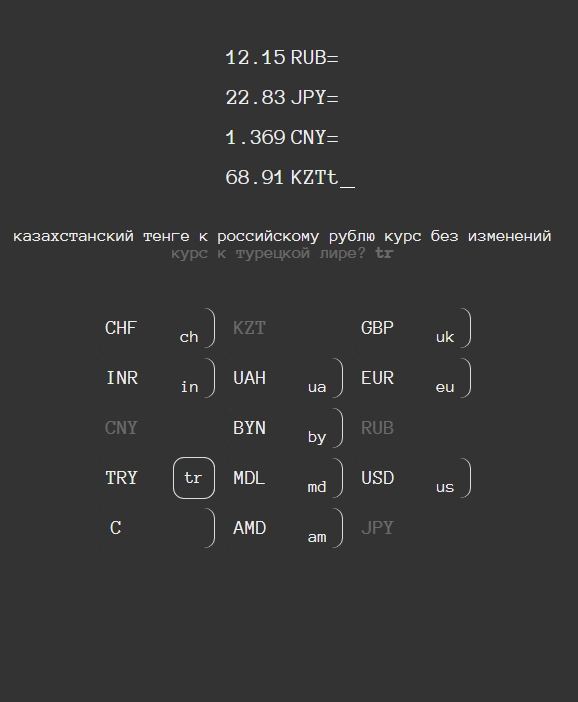 12.15 RUB=
22.83 JPY=
1.369 CNY=
68.91 KZTt_
казахстанский тенге к российскому рублю курс без изменений
курс к турецкой лире? tr
CHF ch KZT GBP uk
INR in UAH ua EUR eu
CNY BYN by RUB
TRY tr MDL md USD us
C AMD am JPY